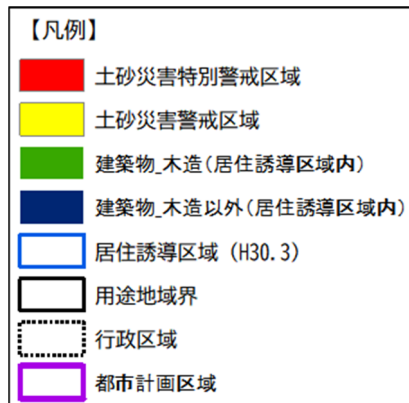 【凡例】
土砂災害特別警戒区域
土砂災害警戒区域
建築物_木造(居住誘導区域内)
建築物_木造以外(居住誘導区域内)
居住誘導区域 (H30.3)
用途地域界
行政区域
都市計画区域